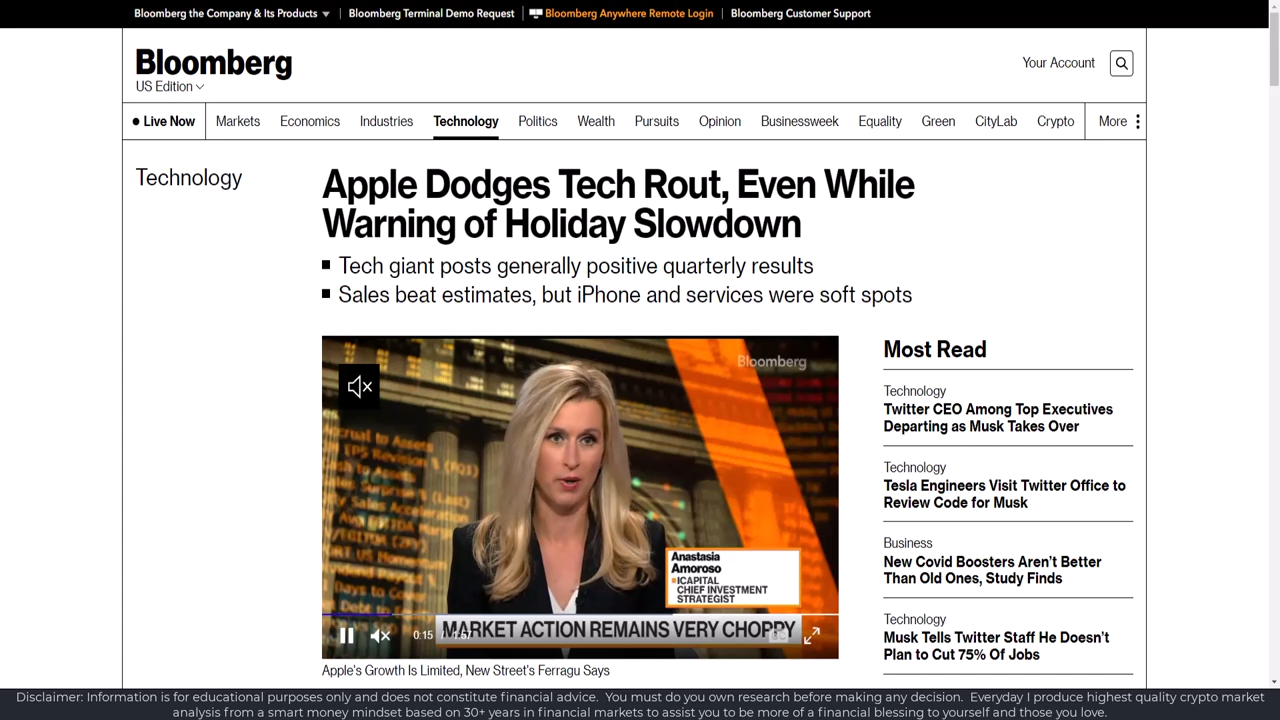 Bloomberg the Company & Its Products
Bloomberg Terminal Demo Request
Bloomberg Anywhere Remote Login
Bloomberg Customer Support
Bloomberg
US Edition
Your Account
Live Now
Markets
Economics
Industries
Technology
Politics
Wealth
Pursuits
Opinion
Businessweek
Equality
Green
CityLab
Crypto
More
Technology
Apple Dodges Tech Rout, Even While
Warning of Holiday Slowdown
Tech giant posts generally positive quarterly results
Sales beat estimates, but iPhone and services were soft spots
Bloomberg
Anastasia
Amoroso
ICAPITAL
CHIEF INVESTMENT
STRATEGIST
MARKET ACTION REMAINS VERY CHOPPY
0:15 / 1:57
Apple's Growth Is Limited, New Street's Ferragu Says
Most Read
Technology
Twitter CEO Among Top Executives
Departing as Musk Takes Over
Technology
Tesla Engineers Visit Twitter Office to
Review Code for Musk
Business
New Covid Boosters Aren't Better
Than Old Ones, Study Finds
Technology
Musk Tells Twitter Staff He Doesn't
Plan to Cut 75% Of Jobs
Disclaimer: Information is for educational purposes only and does not constitute financial advice. You must do you own research before making any decision. Everyday I produce highest quality crypto market
analysis from a smart money mindset based on 30+ years in financial markets to assist you to be more of a financial blessing to yourself and those you love.